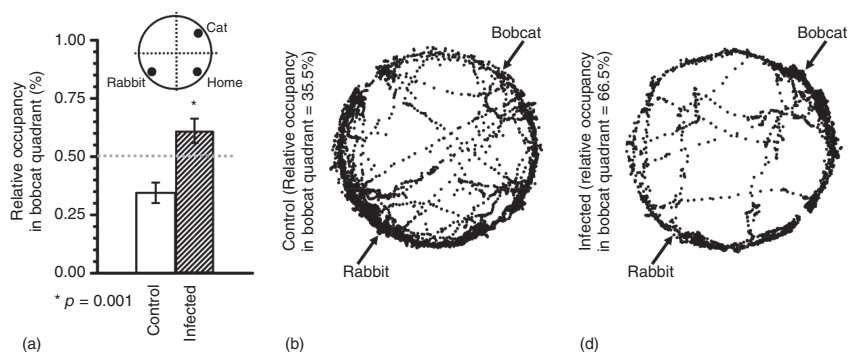 Relative occupancy
in bobcat quadrant (%)
1.00
0.75
0.50
0.25
0.00
Cat
Rabbit
Home
*
* p = 0.001
Control
Infected
(a)
Control (Relative occupancy
in bobcat quadrant = 35.5%)
Bobcat
Rabbit
(b)
Infected (relative occupancy
in bobcat quadrant = 66.5%)
Bobcat
Rabbit
(d)